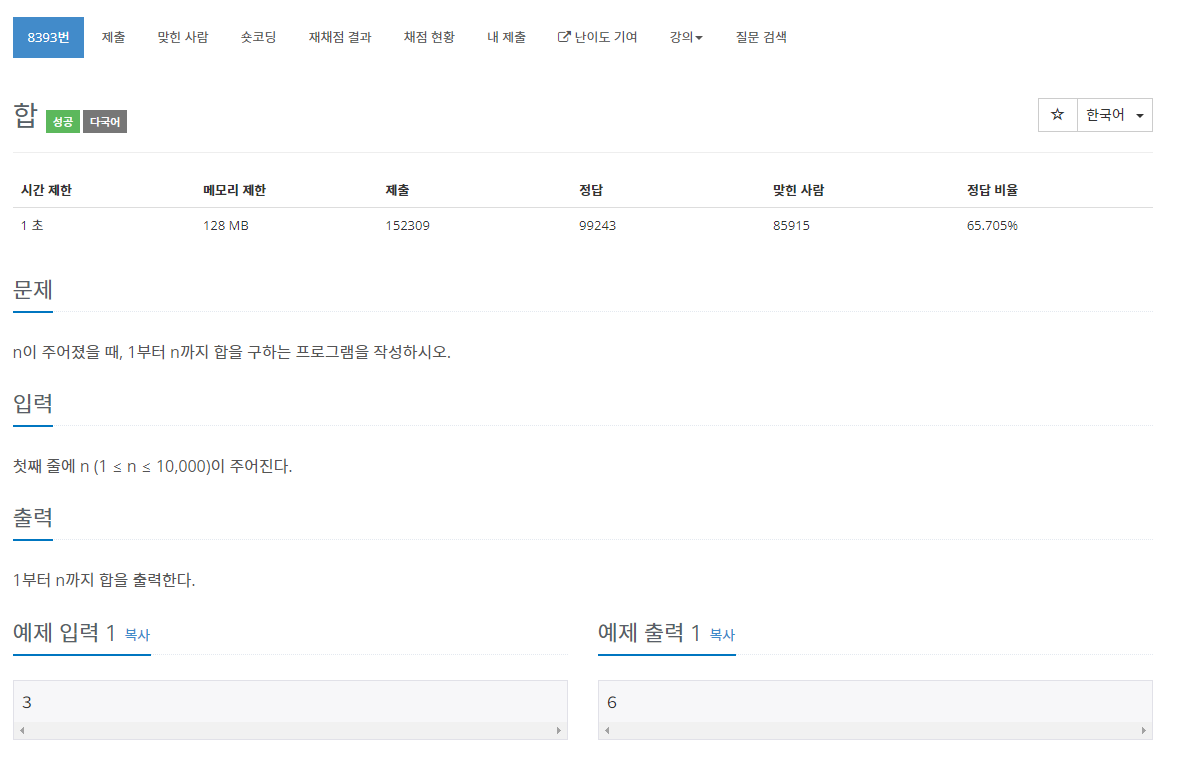 8393번 제출 맞힌 사람 숏코딩 재채점 결과 채점 현황 내 제출 난이도 기여 강의 질문 검색
합 성공 다국어 ☆ 한국어
시간 제한 메모리 제한 제출 정답 맞힌 사람 정답 비율
1 초 128 MB 152309 99243 85915 65.705%
문제
n이 주어졌을 때, 1부터 n까지 합을 구하는 프로그램을 작성하시오.
입력
첫째 줄에 n (1 ≤ n ≤ 10,000)이 주어진다.
출력
1부터 n까지 합을 출력한다.
예제 입력 1 복사 예제 출력 1 복사
3 6